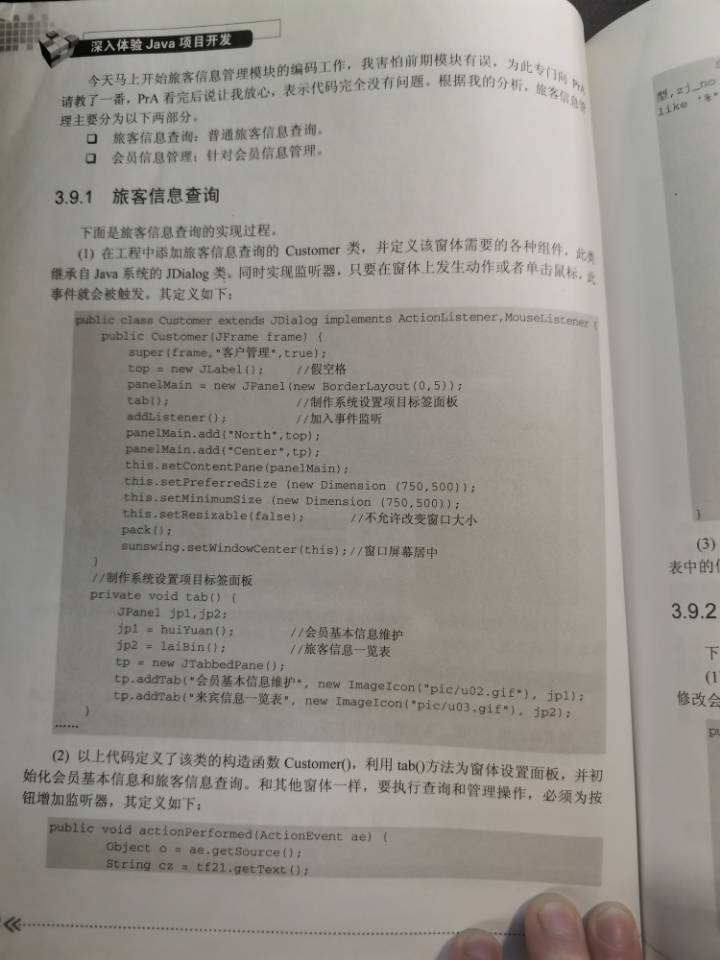 深入体验 Java 项目开发
今天马上开始旅客信息管理模块的编码工作，我害怕前期模块有误，为此专门向 PrA
请教了一番，PrA 看完后说让我放心，表示代码完全没有问题。根据我的分析，旅客信息管
理主要分为以下两部分。
❑ 旅客信息查询：普通旅客信息查询。
❑ 会员信息管理：针对会员信息管理。
3.9.1 旅客信息查询
下面是旅客信息查询的实现过程。
(1) 在工程中添加旅客信息查询的 Customer 类，并定义该窗体需要的各种组件。此类
继承自 Java 系统的 JDialog 类。同时实现监听器，只要在窗体上发生动作或者单击鼠标，此
事件就会被触发。其定义如下：
public class Customer extends JDialog implements ActionListener,MouseListener {
public Customer(JFrame frame) {
super(frame,"客户管理",true);
top = new JLabel(); //假空格
panelMain = new JPanel(new BorderLayout(0,5));
tab(); //制作系统设置项目标签面板
addListener(); //加入事件监听
panelMain.add("North",top);
panelMain.add("Center",tp);
this.setContentPane(panelMain);
this.setPreferredSize (new Dimension (750,500));
this.setMinimumSize (new Dimension (750,500));
this.setResizable(false); //不允许改变窗口大小
pack();
sunswing.setWindowCenter(this);//窗口屏幕居中
}
//制作系统设置项目标签面板
private void tab() {
JPanel jp1,jp2;
jp1 = huiYuan(); //会员基本信息维护
jp2 = laiBin(); //旅客信息一览表
tp = new JTabbedPane();
tp.addTab("会员基本信息维护", new ImageIcon("pic/u02.gif"), jp1);
tp.addTab("来宾信息一览表", new ImageIcon("pic/u03.gif"), jp2);
}
......
(2) 以上代码定义了该类的构造函数 Customer()，利用 tab()方法为窗体设置面板，并初
始化会员基本信息和旅客信息查询。和其他窗体一样，要执行查询和管理操作，必须为按
钮增加监听器，其定义如下：
public void actionPerformed(ActionEvent ae) {
Object o = ae.getSource();
String cz = tf21.getText();
型,zj_no
like '%"
}
(3)
表中的
3.9.2
下
(1
修改会
pu